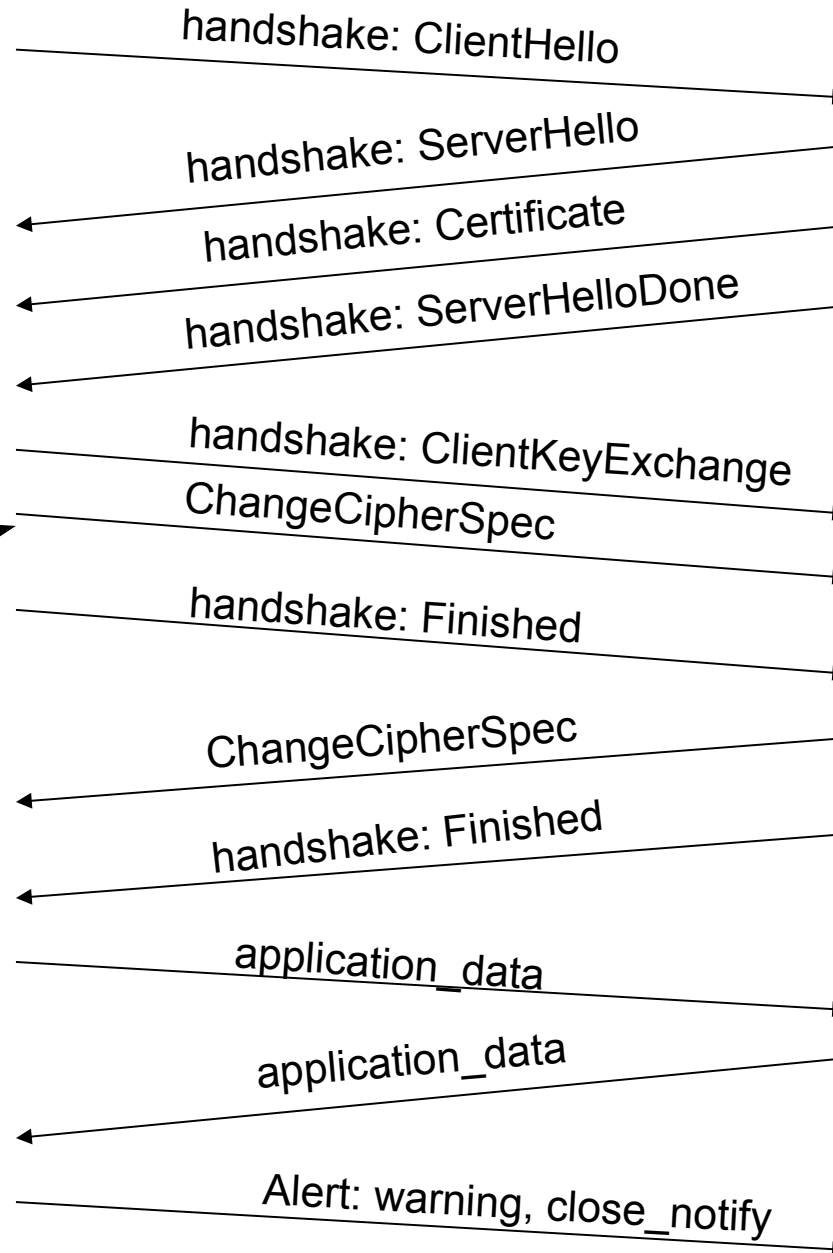 handshake: ClientHello
handshake: ServerHello
handshake: Certificate
handshake: ServerHelloDone
handshake: ClientKeyExchange
ChangeCipherSpec
handshake: Finished
ChangeCipherSpec
handshake: Finished
application_data
application_data
Alert: warning, close_notify